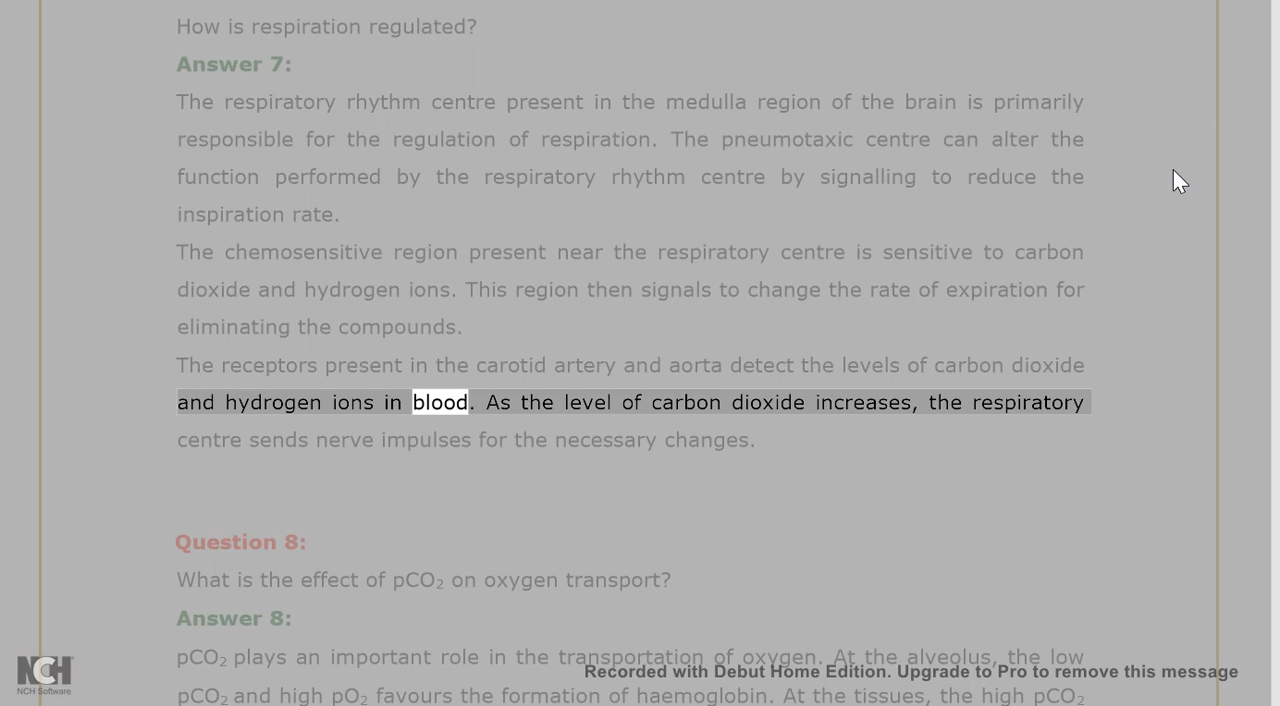 How is respiration regulated?
Answer 7:
The respiratory rhythm centre present in the medulla region of the brain is primarily
responsible for the regulation of respiration. The pneumotaxic centre can alter the
function performed by the respiratory rhythm centre by signalling to reduce the
inspiration rate.
The chemosensitive region present near the respiratory centre is sensitive to carbon
dioxide and hydrogen ions. This region then signals to change the rate of expiration for
eliminating the compounds.
The receptors present in the carotid artery and aorta detect the levels of carbon dioxide
and hydrogen ions in blood. As the level of carbon dioxide increases, the respiratory
centre sends nerve impulses for the necessary changes.
Question 8:
What is the effect of pCO₂ on oxygen transport?
Answer 8:
pCO₂ plays an important role in the transportation of oxygen. At the alveolus, the low
Recorded with Debut Home Edition. Upgrade to Pro to remove this message
pCO₂ and high pO₂ favours the formation of haemoglobin. At the tissues, the high pCO₂
NCH
NCH Software